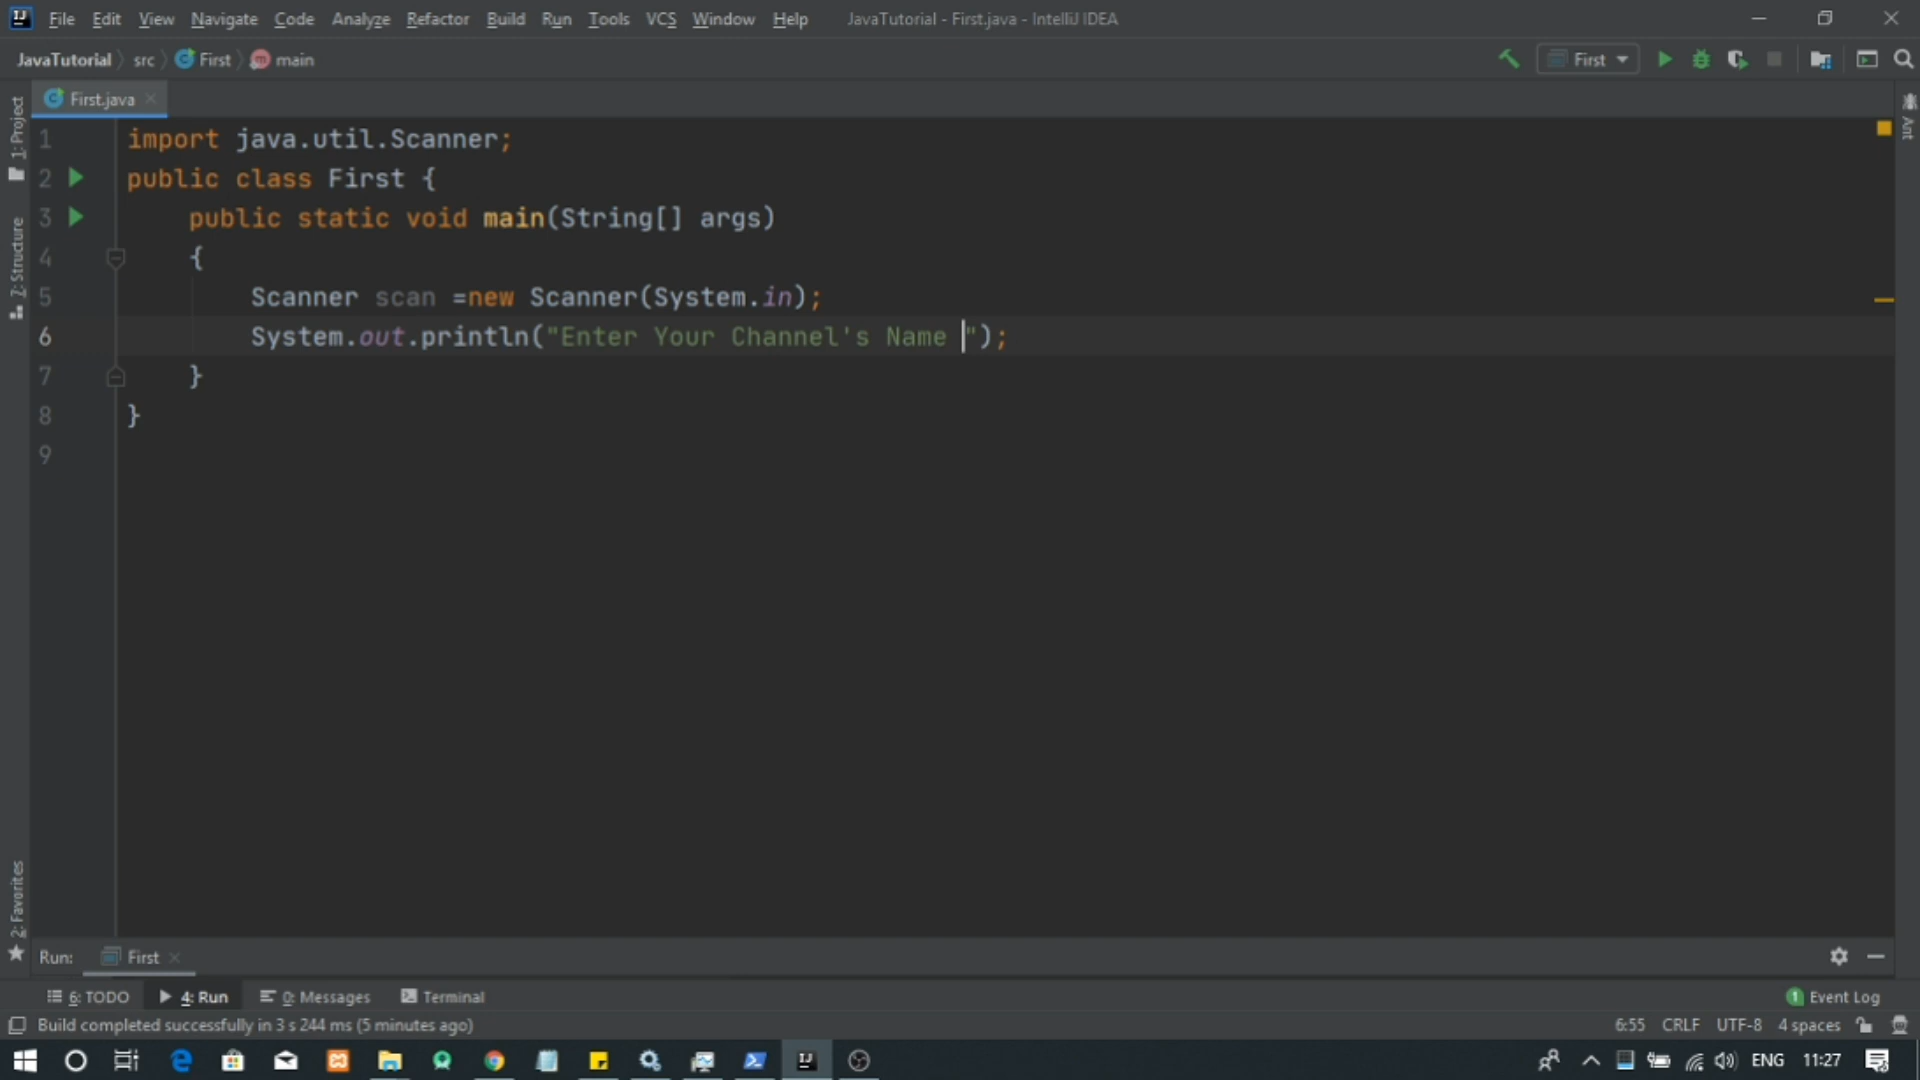 File Edit View Navigate Code Analyze Refactor Build Run Tools VCS Window Help JavaTutorial - First.java - IntelliJ IDEA
JavaTutorial src First main First
First.java
1 import java.util.Scanner;
2 public class First {
3 public static void main(String[] args)
4 {
5 Scanner scan =new Scanner(System.in);
6 System.out.println("Enter Your Channel's Name ");
7 }
8 }
9
1: Project
7: Structure
2: Favorites
Ant
Run: First
6: TODO 4: Run 0: Messages Terminal 1 Event Log
Build completed successfully in 3 s 244 ms (5 minutes ago) 6:55 CRLF UTF-8 4 spaces
ENG 11:27